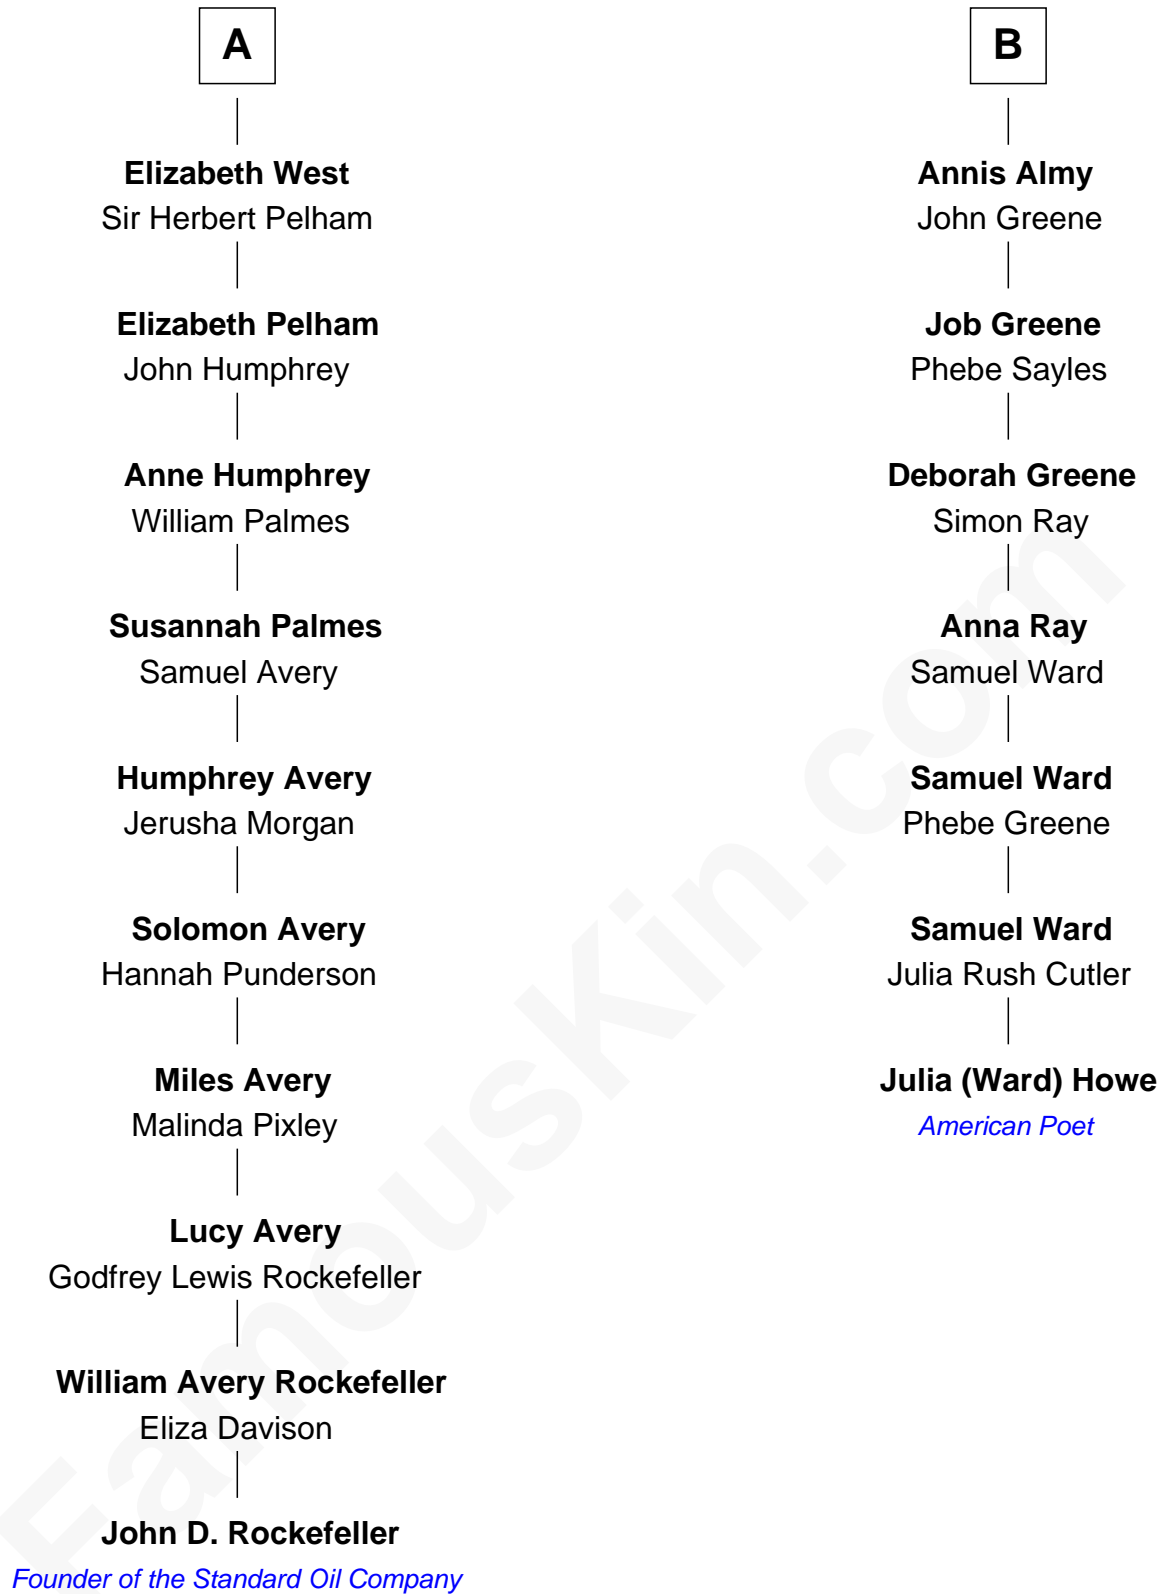 A
Elizabeth West
Sir Herbert Pelham
Elizabeth Pelham
John Humphrey
Anne Humphrey
William Palmes
Susannah Palmes
Samuel Avery
Humphrey Avery
Jerusha Morgan
Solomon Avery
Hannah Punderson
Miles Avery
Malinda Pixley
Lucy Avery
Godfrey Lewis Rockefeller
William Avery Rockefeller
Eliza Davison
John D. Rockefeller
Founder of the Standard Oil Company
B
Annis Almy
John Greene
Job Greene
Phebe Sayles
Deborah Greene
Simon Ray
Anna Ray
Samuel Ward
Samuel Ward
Phebe Greene
Samuel Ward
Julia Rush Cutler
Julia (Ward) Howe
American Poet
FamousKin.com